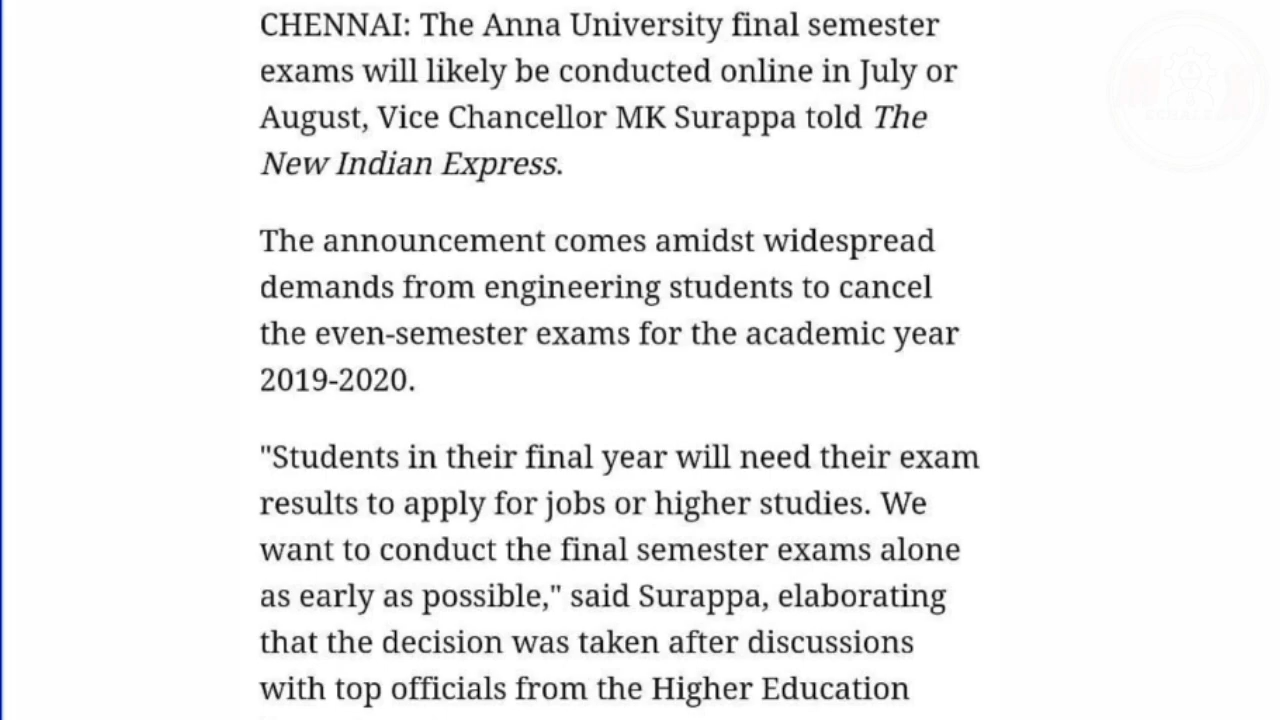 CHENNAI: The Anna University final semester
exams will likely be conducted online in July or
August, Vice Chancellor MK Surappa told The
New Indian Express.
The announcement comes amidst widespread
demands from engineering students to cancel
the even-semester exams for the academic year
2019-2020.
"Students in their final year will need their exam
results to apply for jobs or higher studies. We
want to conduct the final semester exams alone
as early as possible," said Surappa, elaborating
that the decision was taken after discussions
with top officials from the Higher Education